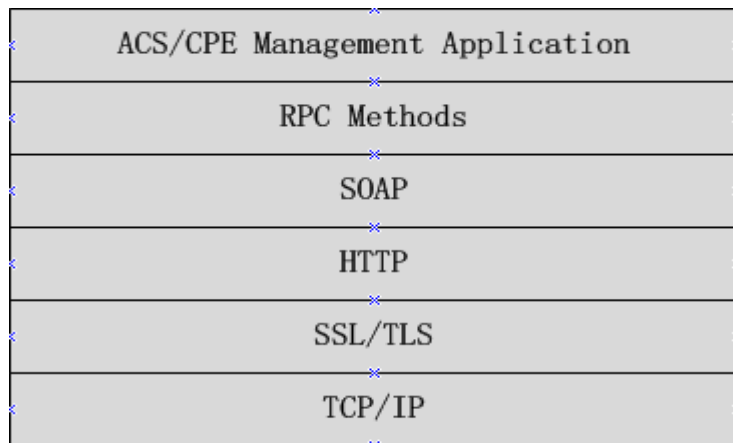 ACS/CPE Management Application
RPC Methods
SOAP
HTTP
SSL/TLS
TCP/IP